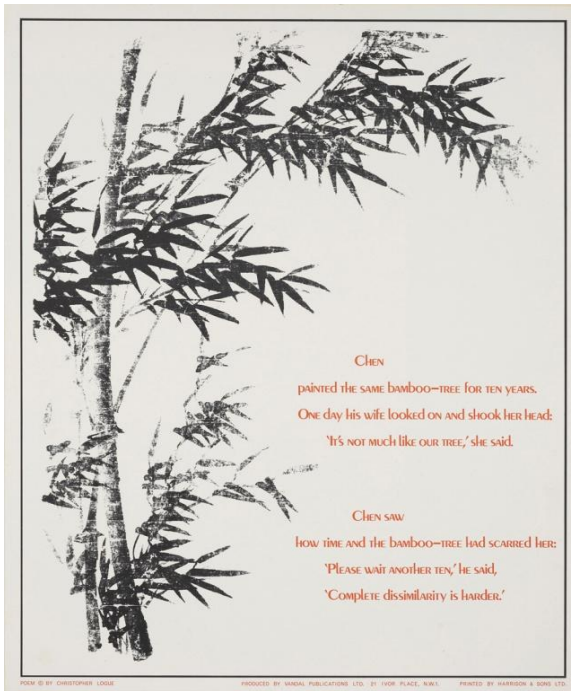 Chen
painted the same bamboo–tree for ten years.
One day his wife looked on and shook her head:
‘It’s not much like our tree,’ she said.
Chen saw
how time and the bamboo–tree had scarred her:
‘Please wait another ten,’ he said,
‘Complete dissimilarity is harder.’
POEM © BY CHRISTOPHER LOGUE
PRODUCED BY VANDAL PUBLICATIONS LTD. 31 IVOR PLACE, N.W.1.
PRINTED BY HARRISON & SONS LTD.